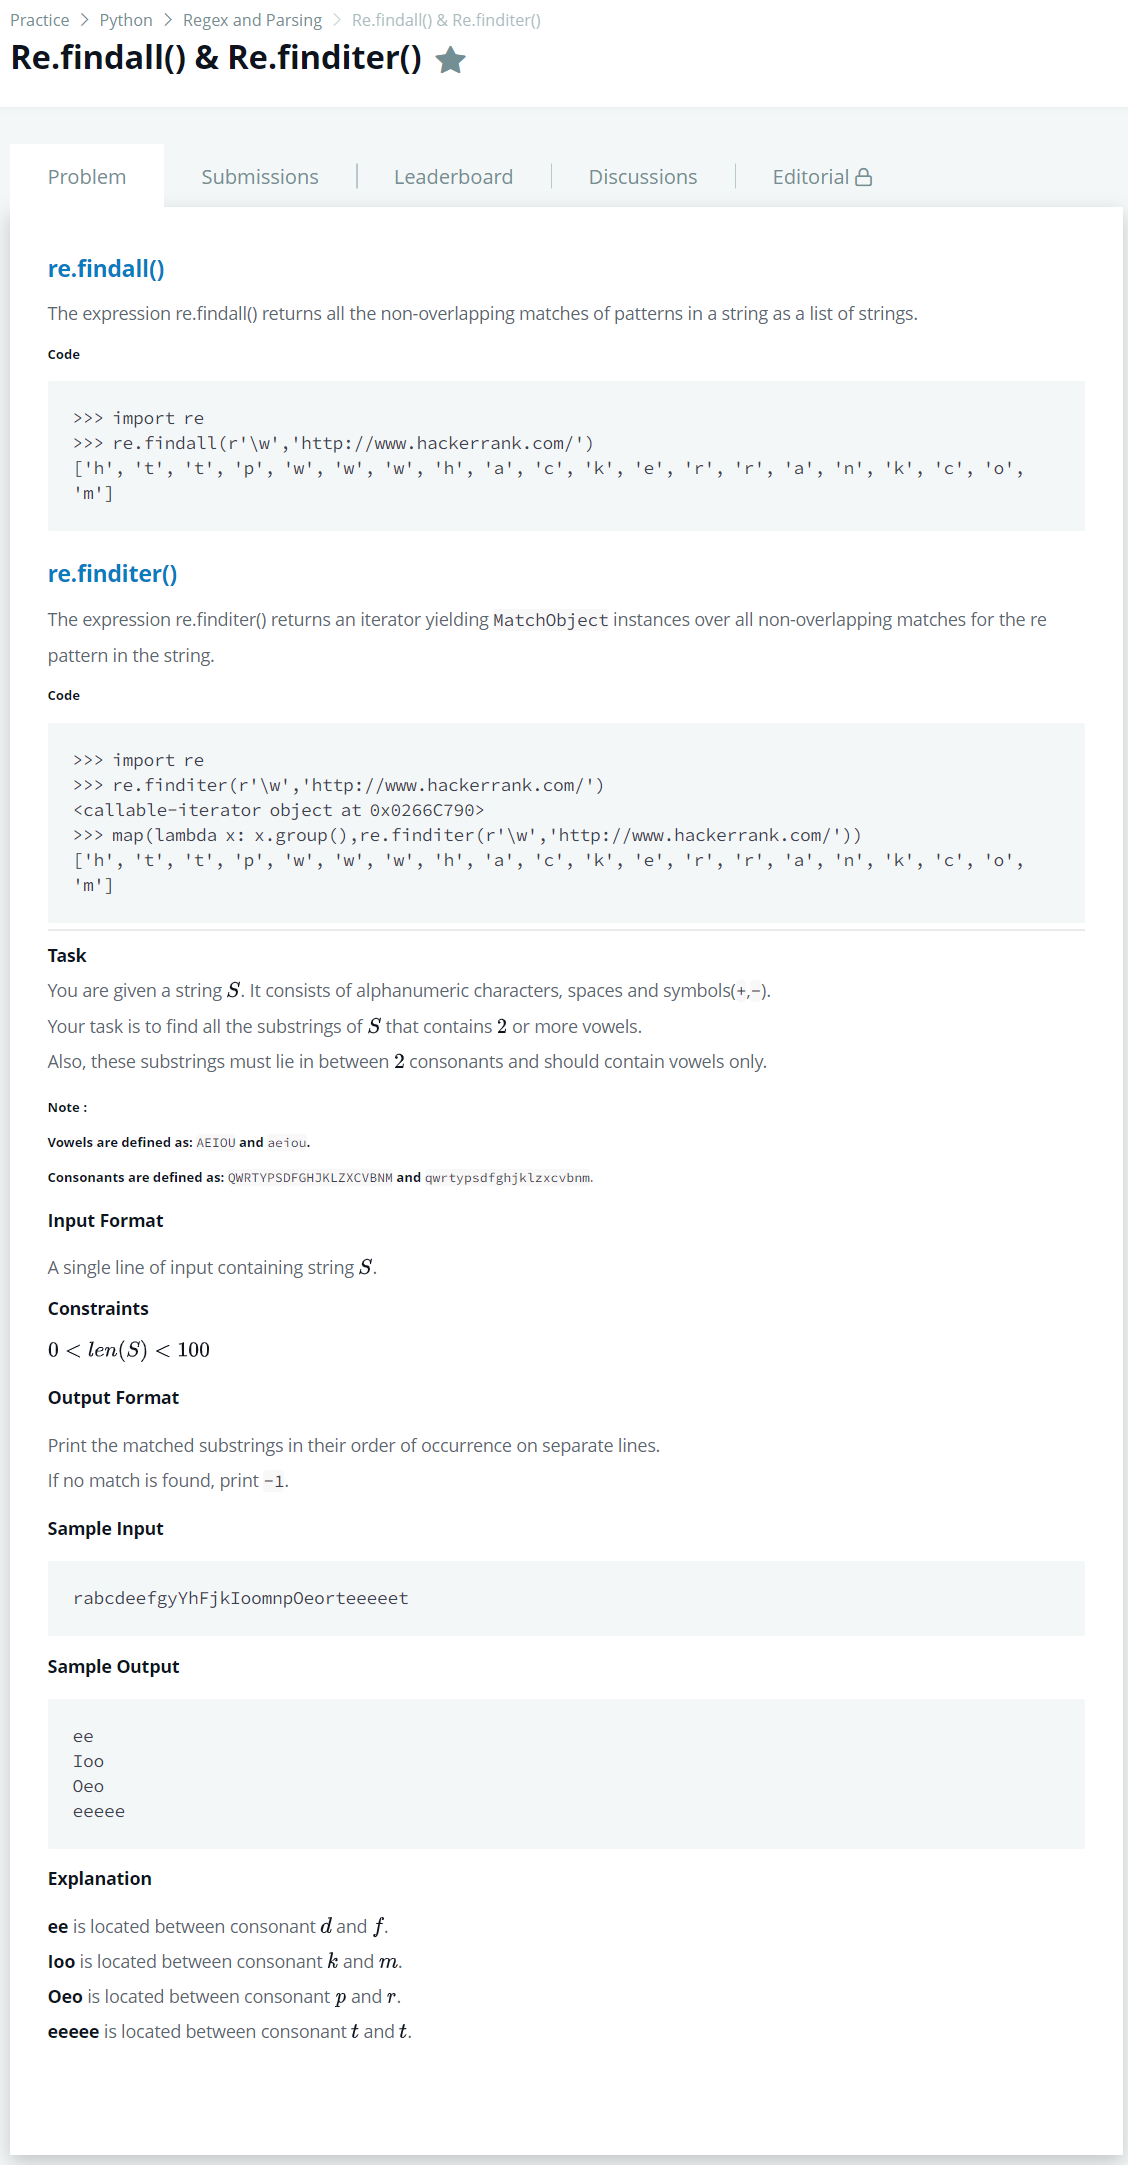 Practice > Python > Regex and Parsing > Re.findall() & Re.finditer()
Re.findall() & Re.finditer()
Problem
Submissions
Leaderboard
Discussions
Editorial
re.findall()
The expression re.findall() returns all the non-overlapping matches of patterns in a string as a list of strings.
Code
>>> import re
>>> re.findall(r'\w','http://www.hackerrank.com/')
['h', 't', 't', 'p', 'w', 'w', 'w', 'h', 'a', 'c', 'k', 'e', 'r', 'r', 'a', 'n', 'k', 'c', 'o',
'm']
re.finditer()
The expression re.finditer() returns an iterator yielding MatchObject instances over all non-overlapping matches for the re
pattern in the string.
Code
>>> import re
>>> re.finditer(r'\w','http://www.hackerrank.com/')
<callable-iterator object at 0x0266C790>
>>> map(lambda x: x.group(),re.finditer(r'\w','http://www.hackerrank.com/'))
['h', 't', 't', 'p', 'w', 'w', 'w', 'h', 'a', 'c', 'k', 'e', 'r', 'r', 'a', 'n', 'k', 'c', 'o',
'm']
Task
You are given a string S. It consists of alphanumeric characters, spaces and symbols(+,-).
Your task is to find all the substrings of S that contains 2 or more vowels.
Also, these substrings must lie in between 2 consonants and should contain vowels only.
Note :
Vowels are defined as: AEIOU and aeiou.
Consonants are defined as: QWRTYPSDFGHJKLZXCVBNM and qwrtypsdfghjklzxcvbnm.
Input Format
A single line of input containing string S.
Constraints
0 < len(S) < 100
Output Format
Print the matched substrings in their order of occurrence on separate lines.
If no match is found, print -1.
Sample Input
rabcdeefgyYhFjkIoomnpOeorteeeeet
Sample Output
ee
Ioo
Oeo
eeeee
Explanation
ee is located between consonant d and f.
Ioo is located between consonant k and m.
Oeo is located between consonant p and r.
eeeee is located between consonant t and t.